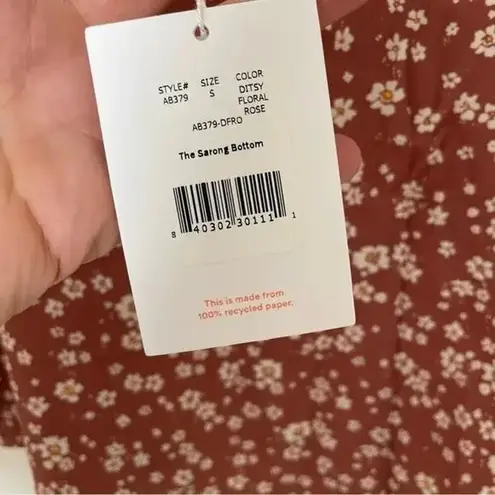 STYLE# SIZE COLOR
AB379 S DITSY
FLORAL
ROSE
AB379-DFRO
The Sarong Bottom
8 40302 30111 1
This is made from
100% recycled paper.